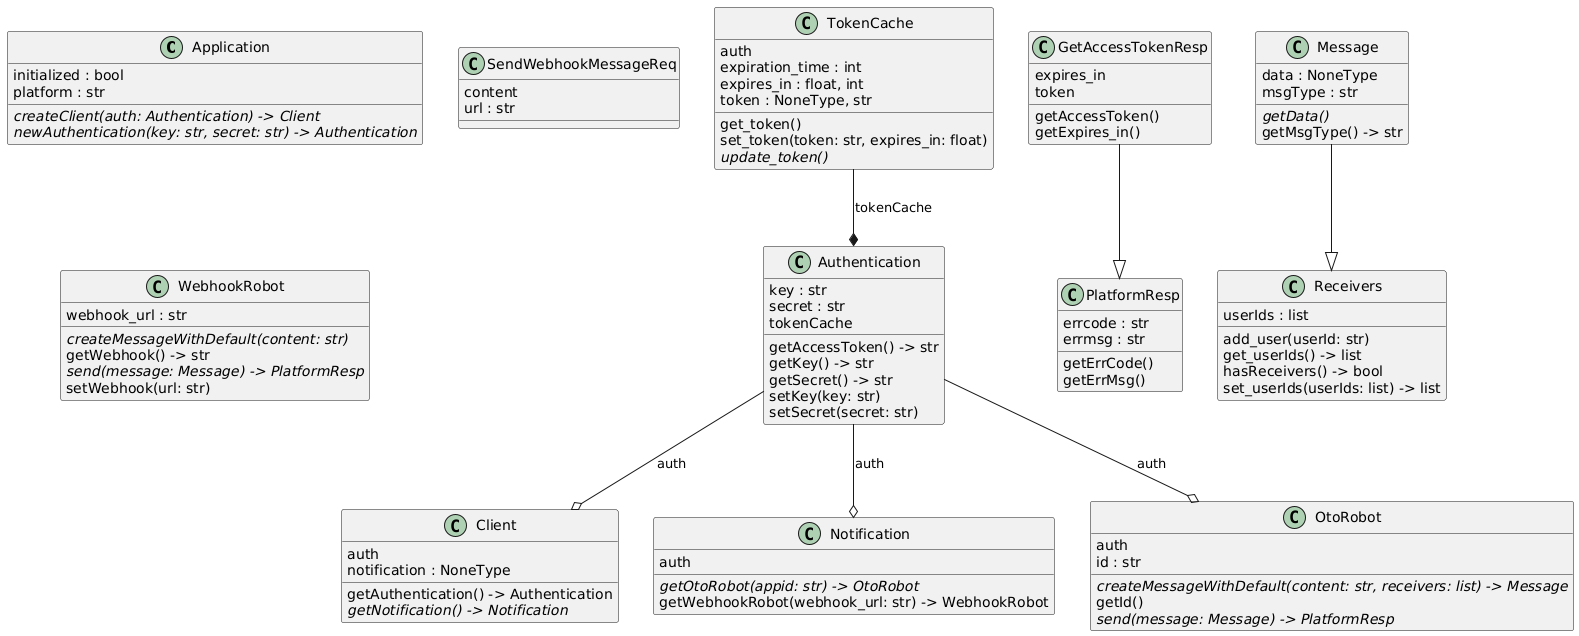 C Application
initialized : bool
platform : str
createClient(auth: Authentication) -> Client
newAuthentication(key: str, secret: str) -> Authentication
C SendWebhookMessageReq
content
url : str
C TokenCache
auth
expiration_time : int
expires_in : float, int
token : NoneType, str
get_token()
set_token(token: str, expires_in: float)
update_token()
C GetAccessTokenResp
expires_in
token
getAccessToken()
getExpires_in()
C Message
data : NoneType
msgType : str
getData()
getMsgType() -> str
tokenCache
C WebhookRobot
webhook_url : str
createMessageWithDefault(content: str)
getWebhook() -> str
send(message: Message) -> PlatformResp
setWebhook(url: str)
C Authentication
key : str
secret : str
tokenCache
getAccessToken() -> str
getKey() -> str
getSecret() -> str
setKey(key: str)
setSecret(secret: str)
C PlatformResp
errcode : str
errmsg : str
getErrCode()
getErrMsg()
C Receivers
userIds : list
add_user(userId: str)
get_userIds() -> list
hasReceivers() -> bool
set_userIds(userIds: list) -> list
auth
auth
auth
C Client
auth
notification : NoneType
getAuthentication() -> Authentication
getNotification() -> Notification
C Notification
auth
getOtoRobot(appid: str) -> OtoRobot
getWebhookRobot(webhook_url: str) -> WebhookRobot
C OtoRobot
auth
id : str
createMessageWithDefault(content: str, receivers: list) -> Message
getId()
send(message: Message) -> PlatformResp